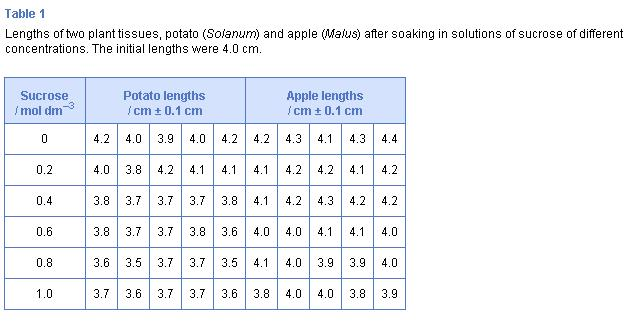 Table 1
Lengths of two plant tissues, potato (Solanum) and apple (Malus) after soaking in solutions of sucrose of different
concentrations. The initial lengths were 4.0 cm.
Sucrose / mol dm⁻³ Potato lengths / cm ± 0.1 cm Apple lengths / cm ± 0.1 cm
0 4.2 4.0 3.9 4.0 4.2 4.2 4.3 4.1 4.3 4.4
0.2 4.0 3.8 4.2 4.1 4.1 4.1 4.2 4.2 4.1 4.2
0.4 3.8 3.7 3.7 3.7 3.8 4.1 4.2 4.3 4.2 4.2
0.6 3.8 3.7 3.7 3.8 3.6 4.0 4.0 4.1 4.1 4.0
0.8 3.6 3.5 3.7 3.7 3.5 4.1 4.0 3.9 3.9 4.0
1.0 3.7 3.6 3.7 3.7 3.6 3.8 4.0 4.0 3.8 3.9